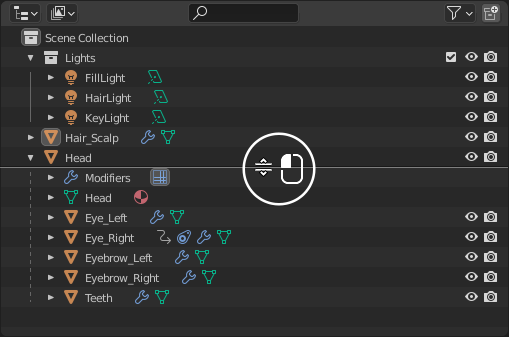 Scene Collection
Lights
FillLight
HairLight
KeyLight
Hair_Scalp
Head
Modifiers
Head
Eye_Left
Eye_Right
Eyebrow_Left
Eyebrow_Right
Teeth